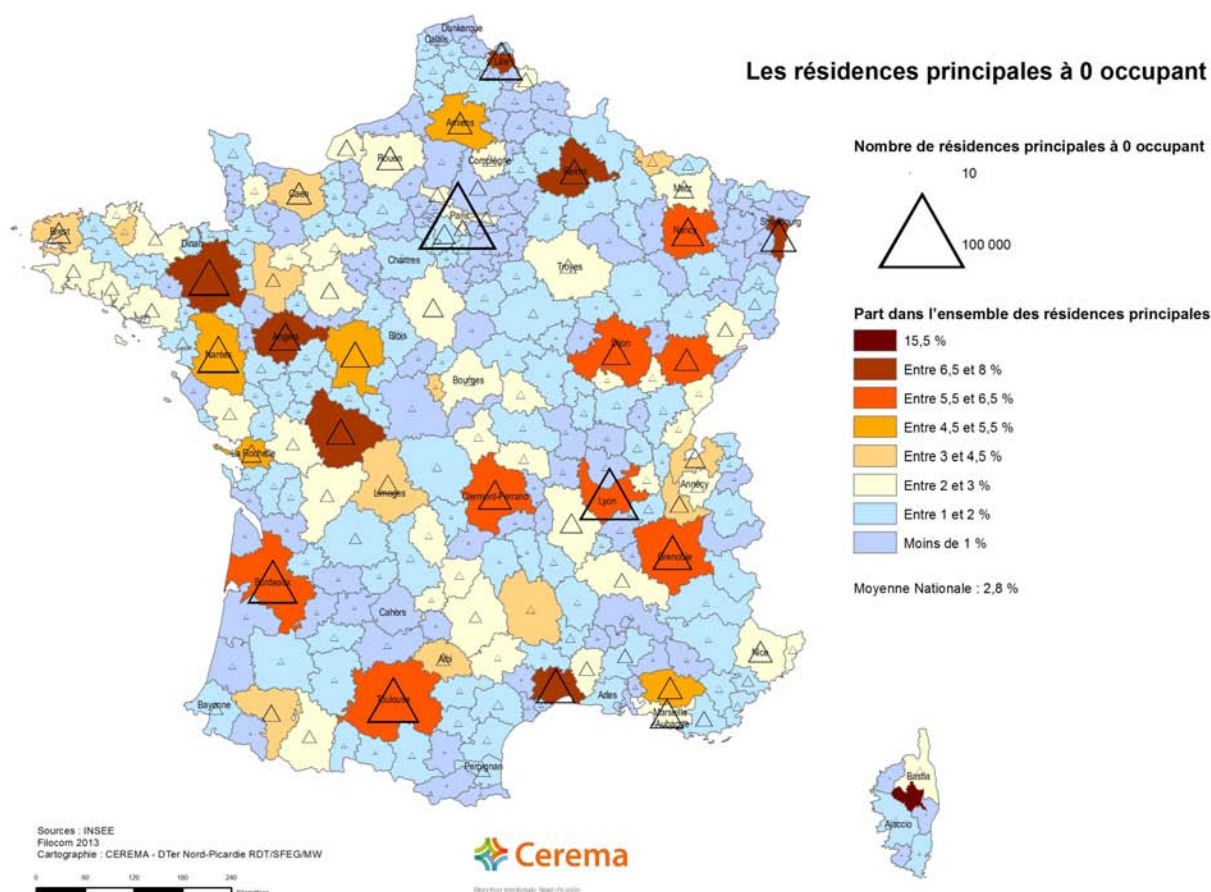 Les résidences principales à 0 occupant
Nombre de résidences principales à 0 occupant
10
100 000
Part dans l'ensemble des résidences principales
15,5 %
Entre 6,5 et 8 %
Entre 5,5 et 6,5 %
Entre 4,5 et 5,5 %
Entre 3 et 4,5 %
Entre 2 et 3 %
Entre 1 et 2 %
Moins de 1 %
Moyenne Nationale : 2,8 %
Dunkerque
Calais
Lille
Amiens
Rouen
Compiègne
Reims
Caen
Metz
Paris
Strasbourg
Nancy
Brest
Dinan
Chartres
Troyes
Angers
Blois
Dijon
Nantes
Bourges
La Rochelle
Limoges
Clermont-Ferrand
Lyon
Annecy
Grenoble
Bordeaux
Cahors
Albi
Nice
Toulouse
Arles
Bayonne
Marseille
Aubagne
Perpignan
Bastia
Ajaccio
Sources : INSEE
Filocom 2013
Cartographie : CEREMA - DTer Nord-Picardie RDT/SFEG/MW
0 60 120 180 240
Cerema